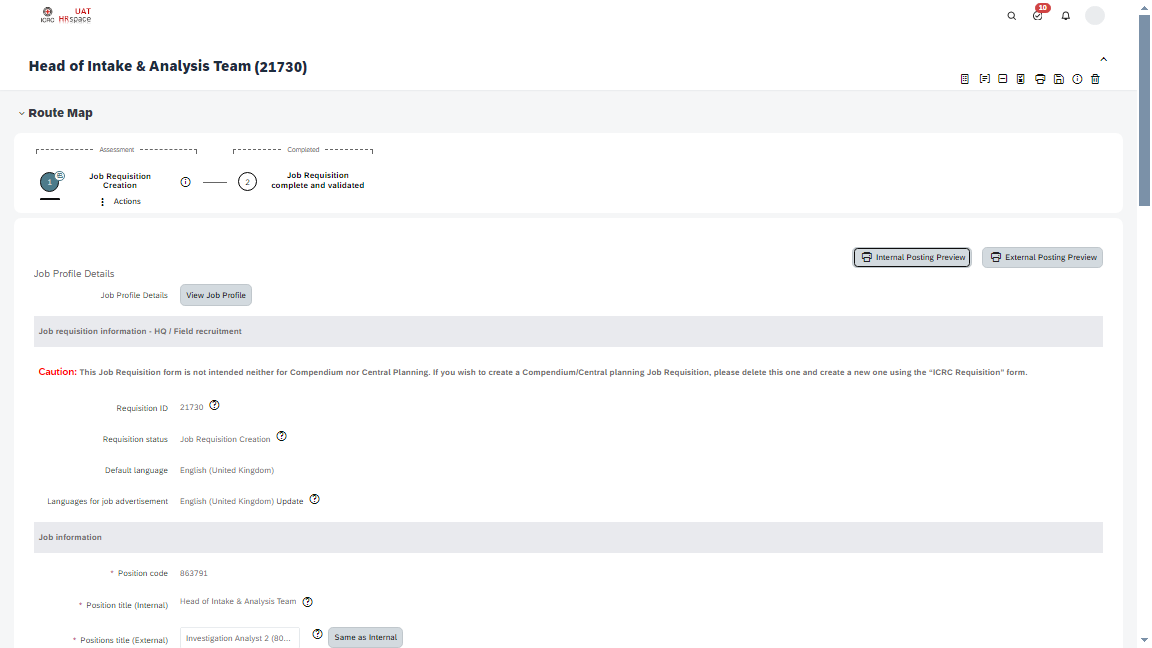 ICRC
UAT
HRspace
10
Head of Intake & Analysis Team (21730)
Route Map
Assessment
Completed
1
Job Requisition
Creation
Actions
2
Job Requisition
complete and validated
Internal Posting Preview
External Posting Preview
Job Profile Details
Job Profile Details View Job Profile
Job requisition information - HQ / Field recruitment
Caution: This Job Requisition form is not intended neither for Compendium nor Central Planning. If you wish to create a Compendium/Central planning Job Requisition, please delete this one and create a new one using the “ICRC Requisition” form.
Requisition ID 21730
Requisition status Job Requisition Creation
Default language English (United Kingdom)
Languages for job advertisement English (United Kingdom) Update
Job information
* Position code 863791
* Position title (Internal) Head of Intake & Analysis Team
* Positions title (External) Investigation Analyst 2 (80... Same as Internal